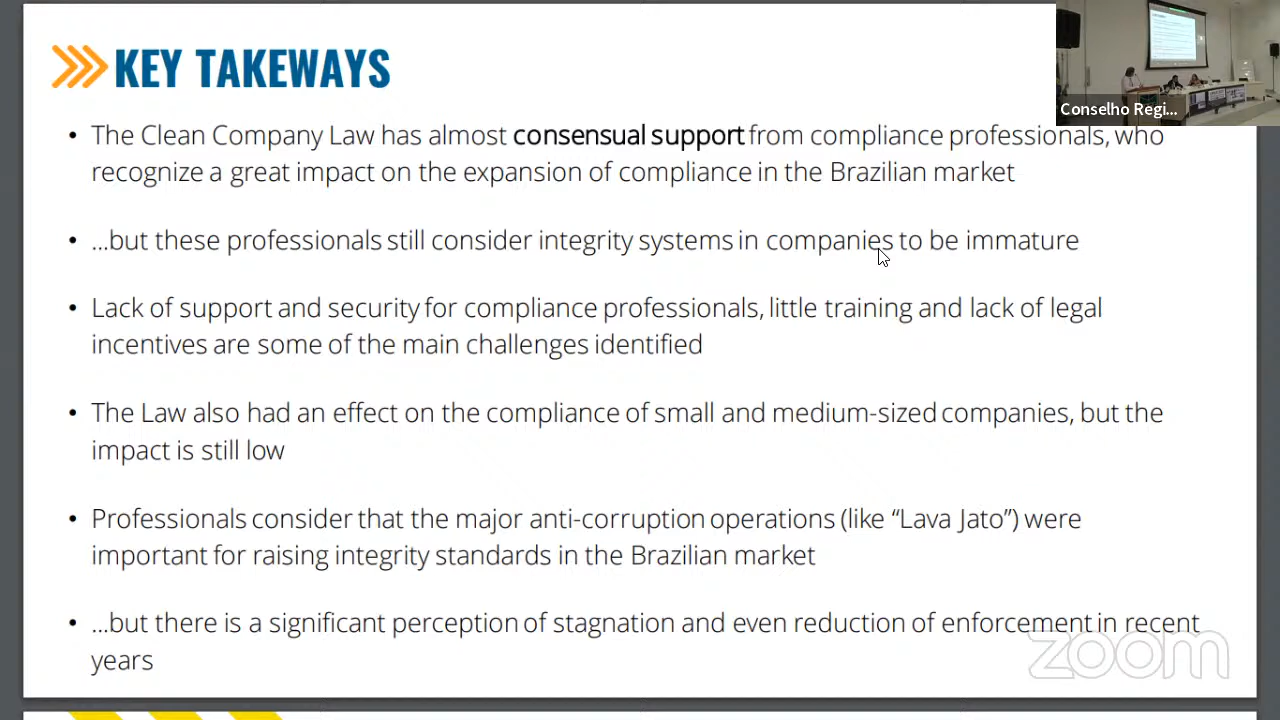 KEY TAKEWAYS
Conselho Regi...
• The Clean Company Law has almost consensual support from compliance professionals, who
recognize a great impact on the expansion of compliance in the Brazilian market
• ...but these professionals still consider integrity systems in companies to be immature
• Lack of support and security for compliance professionals, little training and lack of legal
incentives are some of the main challenges identified
• The Law also had an effect on the compliance of small and medium-sized companies, but the
impact is still low
• Professionals consider that the major anti-corruption operations (like “Lava Jato”) were
important for raising integrity standards in the Brazilian market
• ...but there is a significant perception of stagnation and even reduction of enforcement in recent
years
zoom